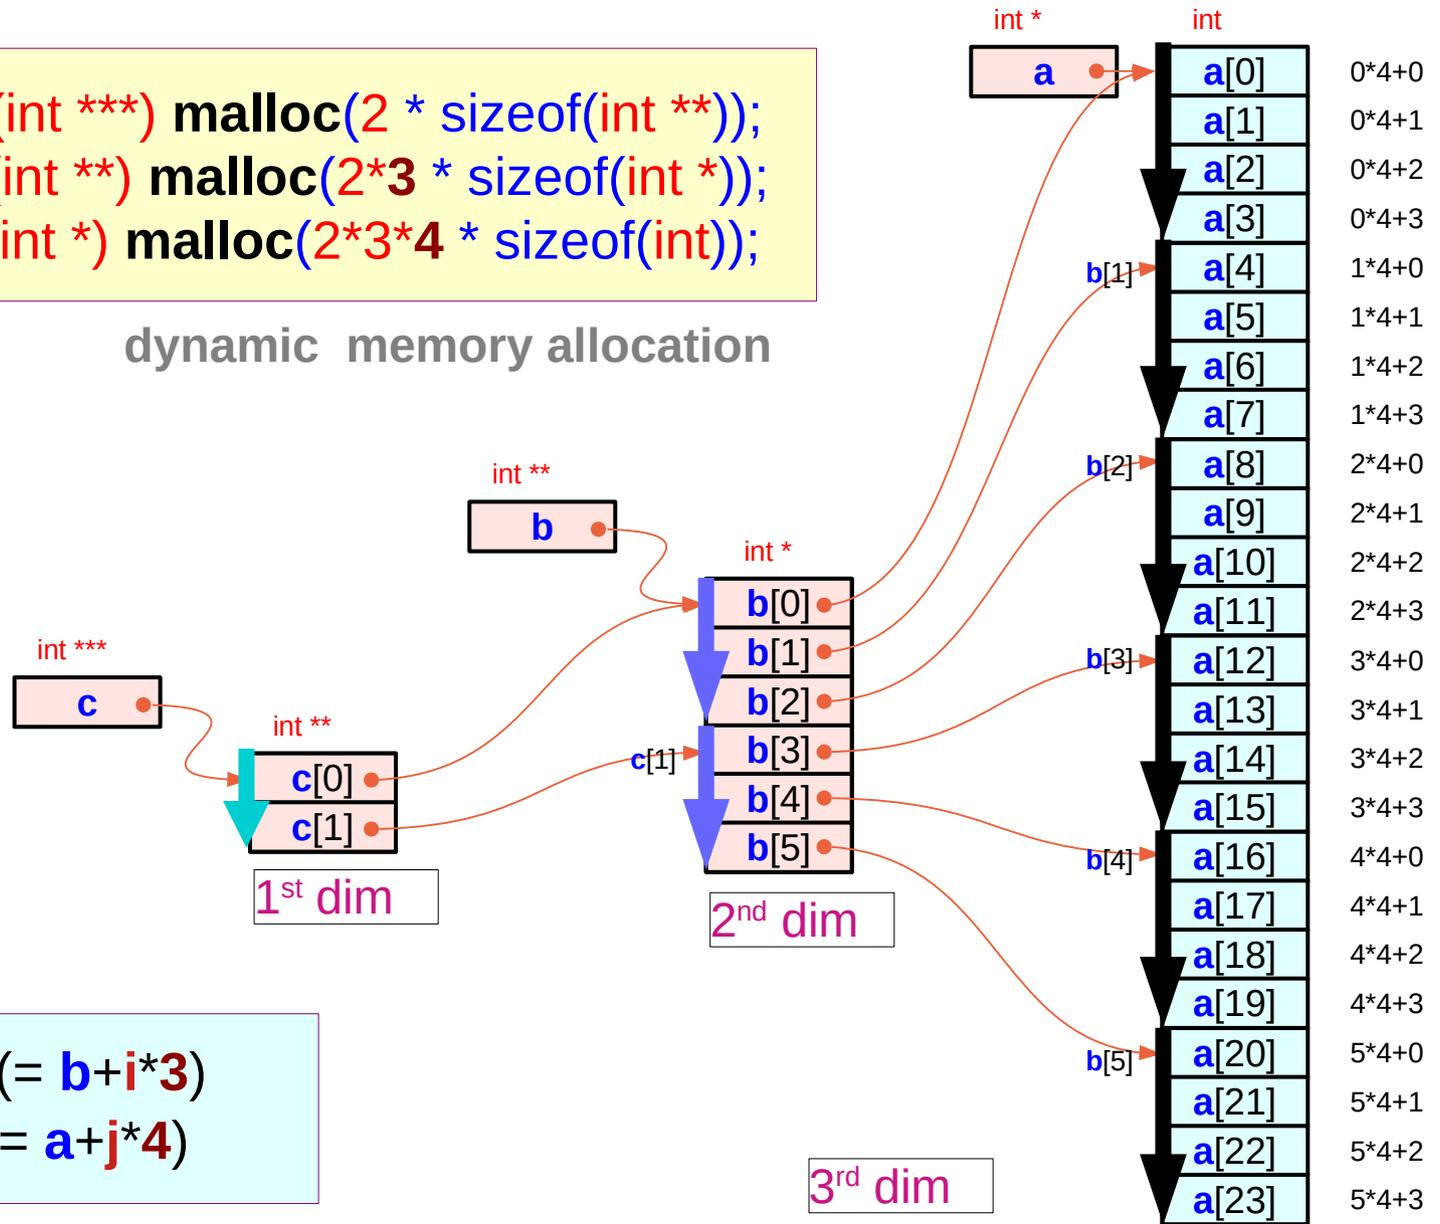 int *
int
a
a[0]
0*4+0
a[1]
0*4+1
a[2]
0*4+2
a[3]
0*4+3
(int ***) malloc(2 * sizeof(int **));
int **) malloc(2*3 * sizeof(int *));
int *) malloc(2*3*4 * sizeof(int));
dynamic memory allocation
b[1]
a[4]
1*4+0
a[5]
1*4+1
a[6]
1*4+2
a[7]
1*4+3
b[2]
a[8]
2*4+0
a[9]
2*4+1
a[10]
2*4+2
a[11]
2*4+3
int **
b
int *
b[0]
b[1]
b[2]
b[3]
b[4]
b[5]
int ***
c
int **
c[0]
c[1]
c[1]
1st dim
2nd dim
b[3]
a[12]
3*4+0
a[13]
3*4+1
a[14]
3*4+2
a[15]
3*4+3
b[4]
a[16]
4*4+0
a[17]
4*4+1
a[18]
4*4+2
a[19]
4*4+3
b[5]
a[20]
5*4+0
a[21]
5*4+1
a[22]
5*4+2
a[23]
5*4+3
(= b+i*3)
= a+j*4)
3rd dim